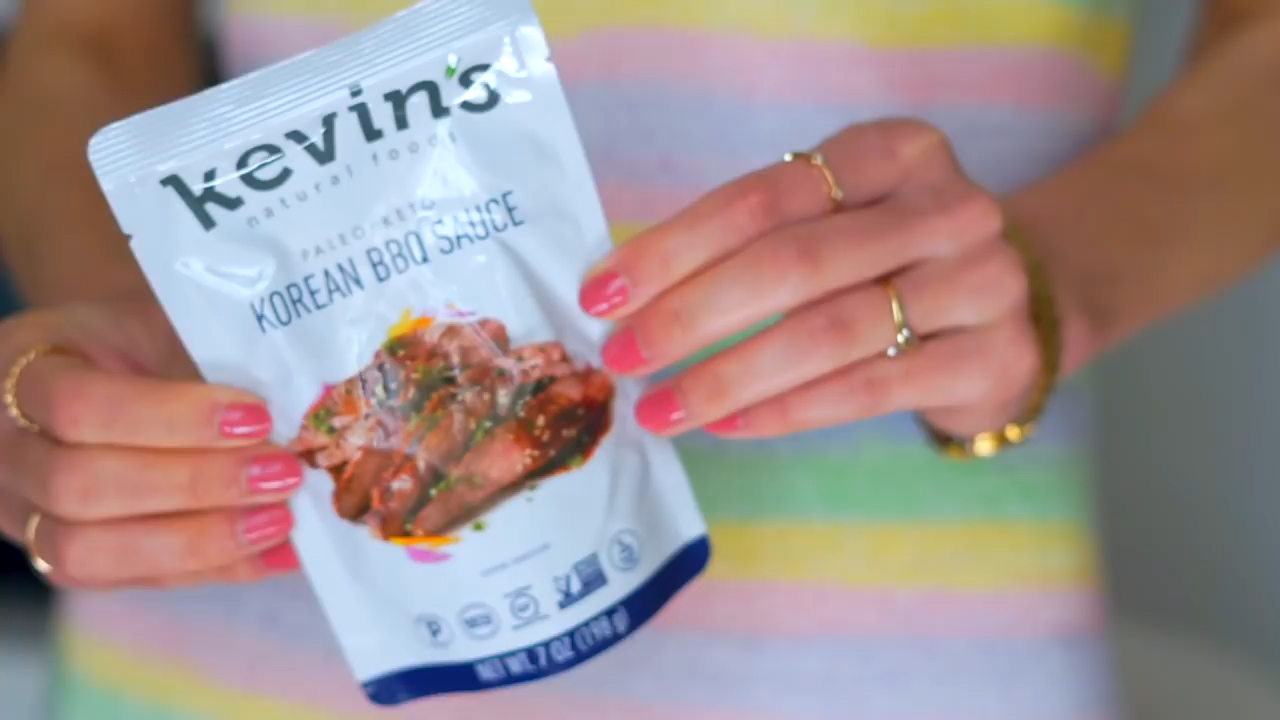 kevin's
natural foods
PALEO KETO
KOREAN BBQ SAUCE
P
NET WT. 7 OZ (198 g)